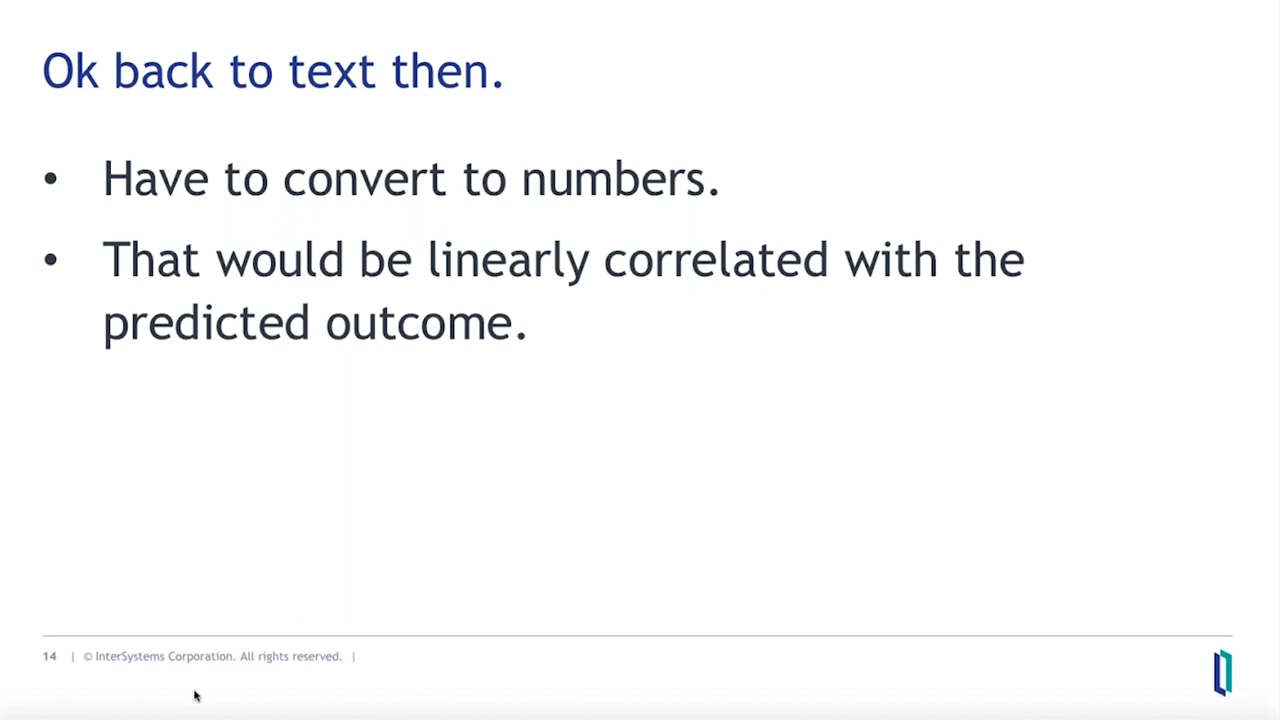 Ok back to text then.
• Have to convert to numbers.
• That would be linearly correlated with the
predicted outcome.
14 | © InterSystems Corporation. All rights reserved. |